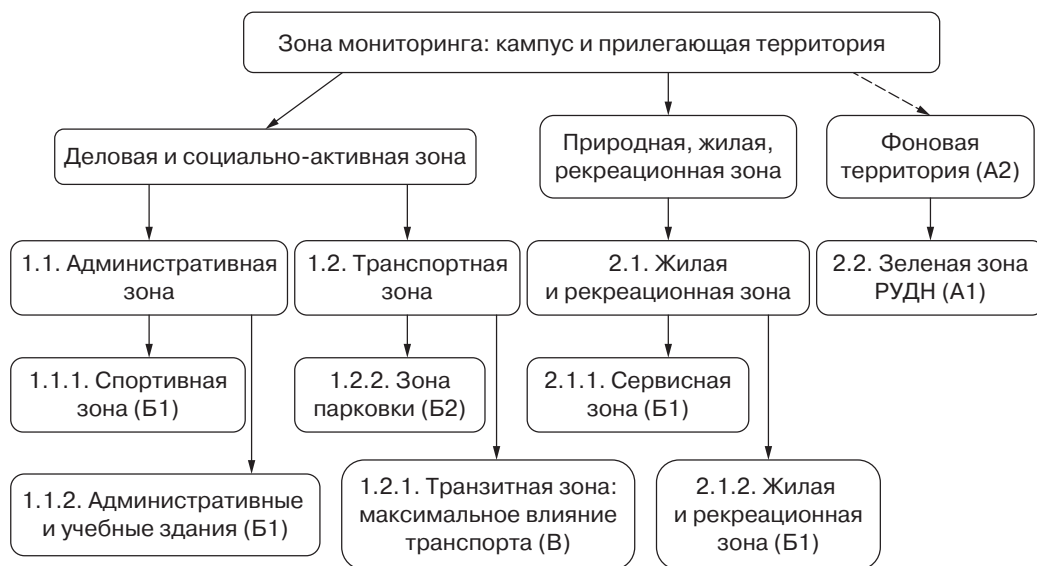 Зона мониторинга: кампус и прилегающая территория
Деловая и социально-активная зона
Природная, жилая,
рекреационная зона
Фоновая
территория (А2)
1.1. Административная
зона
1.2. Транспортная
зона
2.1. Жилая
и рекреационная зона
2.2. Зеленая зона
РУДН (А1)
1.1.1. Спортивная
зона (Б1)
1.2.2. Зона
парковки (Б2)
2.1.1. Сервисная
зона (Б1)
1.1.2. Административные
и учебные здания (Б1)
1.2.1. Транзитная зона:
максимальное влияние
транспорта (В)
2.1.2. Жилая
и рекреационная
зона (Б1)